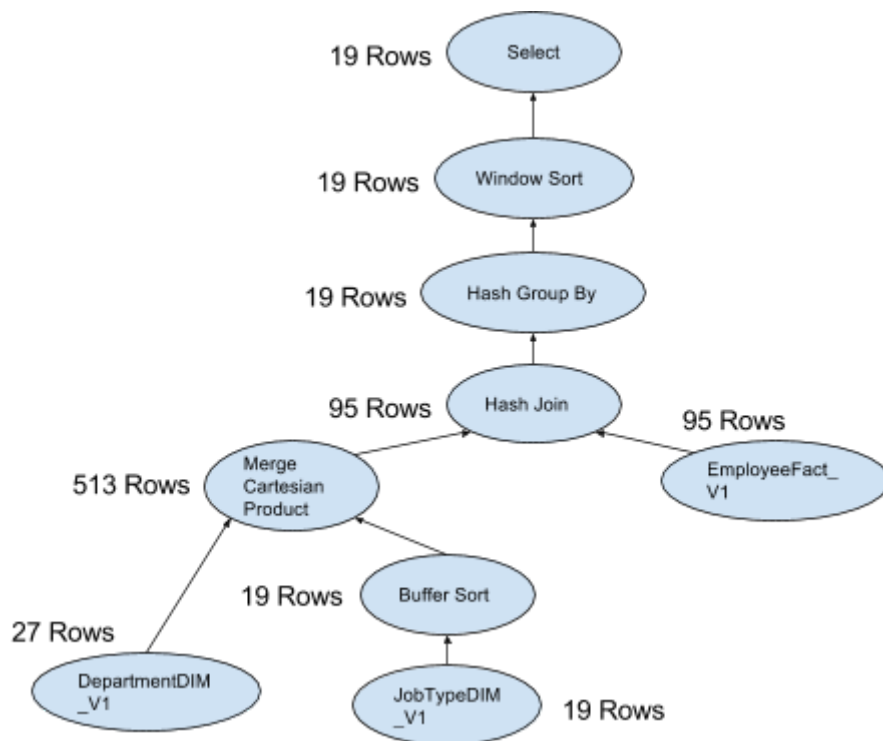 19 Rows
Select
19 Rows
Window Sort
19 Rows
Hash Group By
95 Rows
Hash Join
95 Rows
513 Rows
Merge
Cartesian
Product
EmployeeFact_
V1
19 Rows
Buffer Sort
27 Rows
DepartmentDIM
_V1
JobTypeDIM
_V1
19 Rows